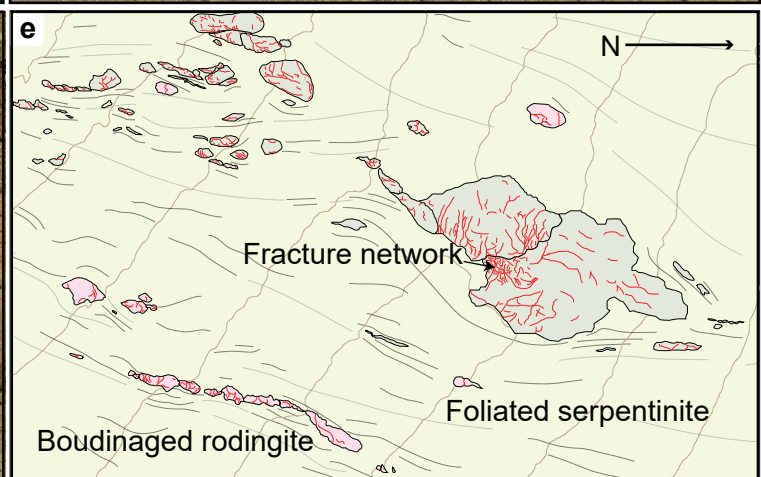 e
N
Fracture network
Foliated serpentinite
Boudinaged rodingite